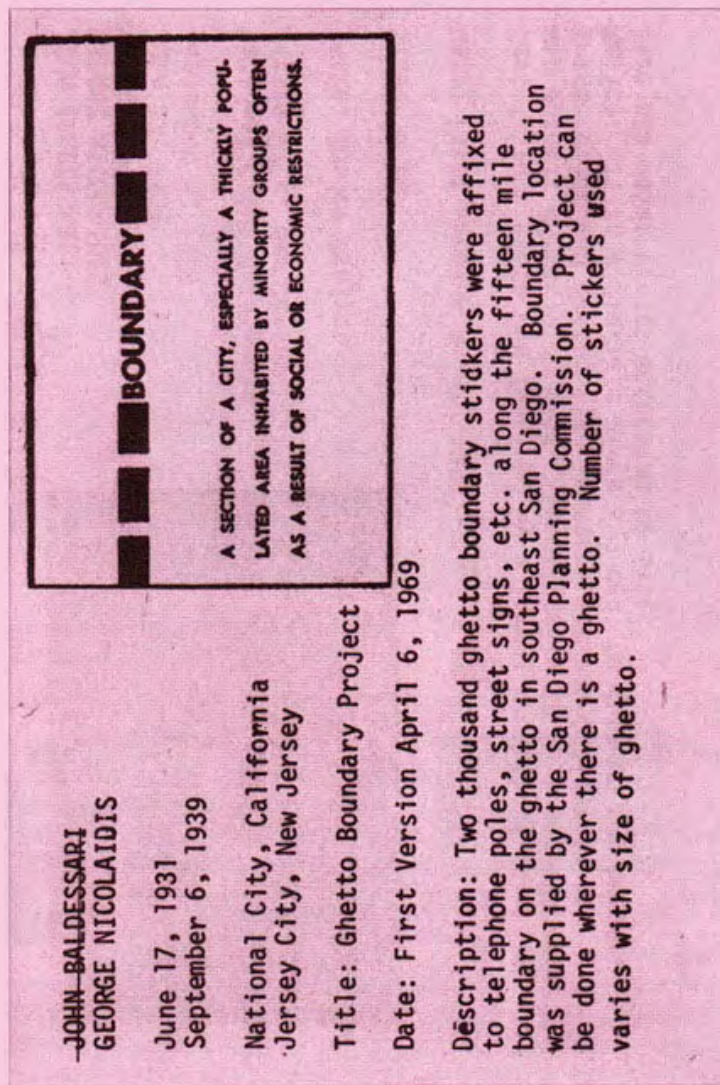 BOUNDARY
A SECTION OF A CITY, ESPECIALLY A THICKLY POPU-
LATED AREA INHABITED BY MINORITY GROUPS OFTEN
AS A RESULT OF SOCIAL OR ECONOMIC RESTRICTIONS.
JOHN BALDESSARI
GEORGE NICOLAIDIS
June 17, 1931
September 6, 1939
National City, California
Jersey City, New Jersey
Title: Ghetto Boundary Project
Date: First Version April 6, 1969
Description: Two thousand ghetto boundary stidkers were affixed
to telephone poles, street signs, etc. along the fifteen mile
boundary on the ghetto in southeast San Diego. Boundary location
was supplied by the San Diego Planning Commission. Project can
be done wherever there is a ghetto. Number of stickers used
varies with size of ghetto.